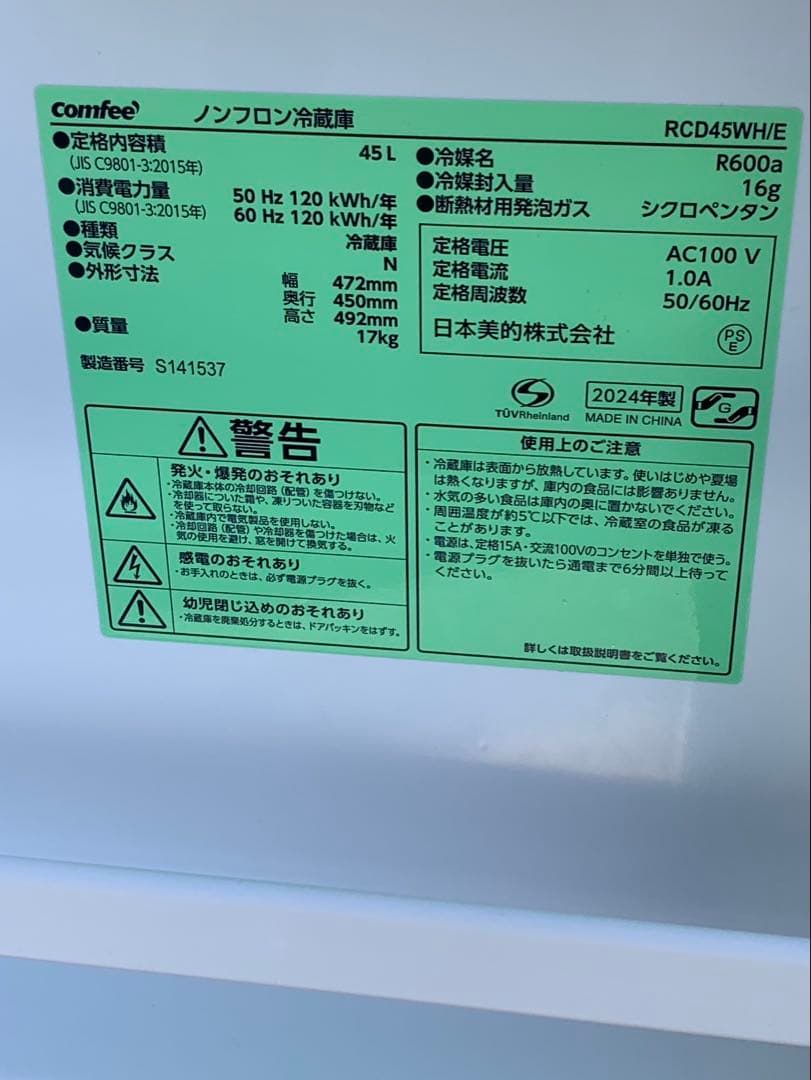 comfee'
ノンフロン冷蔵庫
RCD45WH/E
●定格内容積 45 L
(JIS C9801-3:2015年)
●消費電力量 50 Hz 120 kWh/年
(JIS C9801-3:2015年) 60 Hz 120 kWh/年
●種類 冷蔵庫
●気候クラス N
●外形寸法 幅 472mm
奥行 450mm
高さ 492mm
●質量 17kg
製造番号 S141537
●冷媒名 R600a
●冷媒封入量 16g
●断熱材用発泡ガス シクロペンタン
定格電圧 AC100 V
定格電流 1.0A
定格周波数 50/60Hz
日本美的株式会社
PS
E
TÜVRheinland
2024年製
MADE IN CHINA
G
警告
発火・爆発のおそれあり
・冷蔵庫本体の冷却回路(配管)を傷つけない。
・冷却器についた霜や、凍りついた容器を刃物など
を使って取らない。
・冷蔵庫内で電気製品を使用しない。
・冷却回路(配管)や冷却器を傷つけた場合は、火
気の使用を避け、窓を開けて換気する。
感電のおそれあり
・お手入れのときは、必ず電源プラグを抜く。
幼児閉じ込めのおそれあり
・冷蔵庫を廃棄処分するときは、ドアパッキンをはずす。
使用上のご注意
・冷蔵庫は表面から放熱しています。使いはじめや夏場
は熱くなりますが、庫内の食品には影響ありません。
・水気の多い食品は庫内の奥に置かないでください。
・周囲温度が約5℃以下では、冷蔵室の食品が凍る
ことがあります。
・電源は、定格15A・交流100Vのコンセントを単独で使う。
・電源プラグを抜いたら通電まで6分間以上待って
ください。
詳しくは取扱説明書をご覧ください。